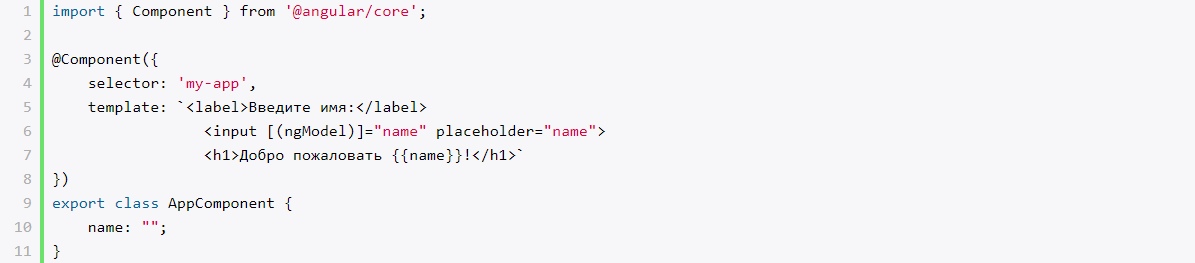 1 import { Component } from '@angular/core';
2
3 @Component({
4     selector: 'my-app',
5     template: `<label>Введите имя:</label>
6                  <input [(ngModel)]="name" placeholder="name">
7                  <h1>Добро пожаловать {{name}}!</h1>`
8 })
9 export class AppComponent {
10     name: "";
11 }